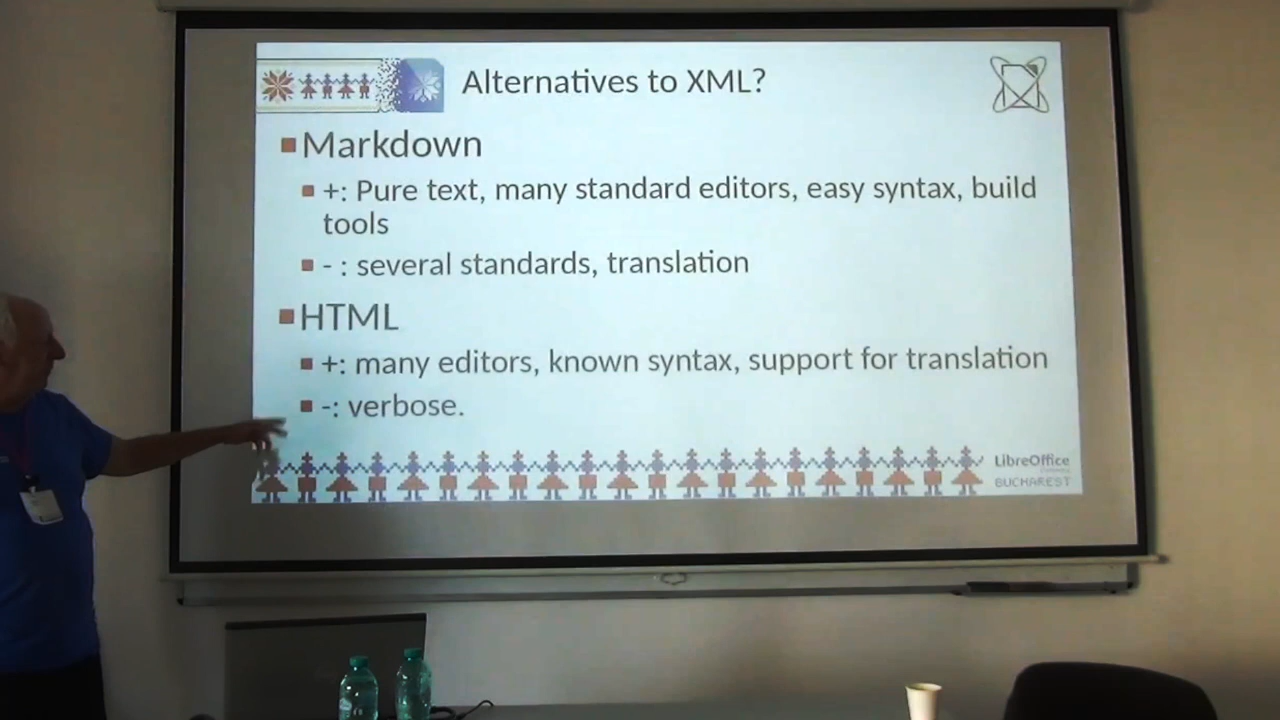 Alternatives to XML?
Markdown
+: Pure text, many standard editors, easy syntax, build
tools
- : several standards, translation
HTML
+: many editors, known syntax, support for translation
-: verbose.
LibreOffice
BUCHAREST